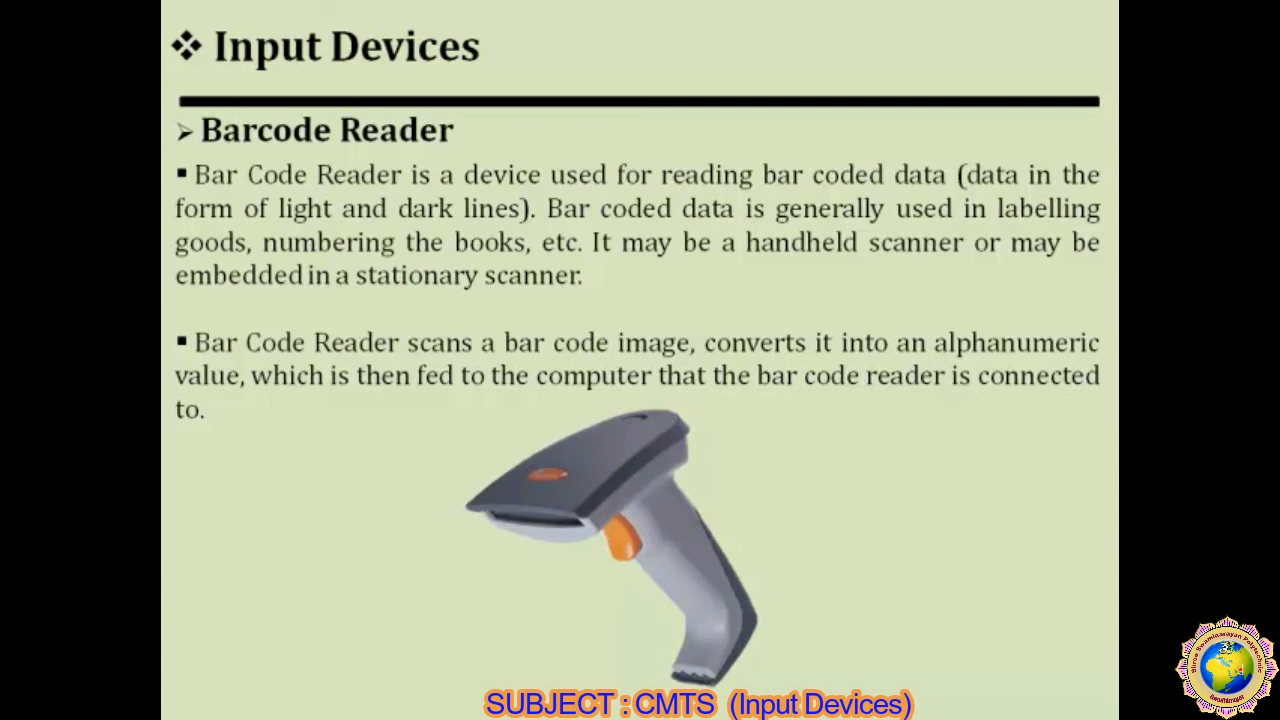 ❖ Input Devices
➢ Barcode Reader
▪ Bar Code Reader is a device used for reading bar coded data (data in the
form of light and dark lines). Bar coded data is generally used in labelling
goods, numbering the books, etc. It may be a handheld scanner or may be
embedded in a stationary scanner.
▪ Bar Code Reader scans a bar code image, converts it into an alphanumeric
value, which is then fed to the computer that the bar code reader is connected
to.
SUBJECT : CMTS (Input Devices)